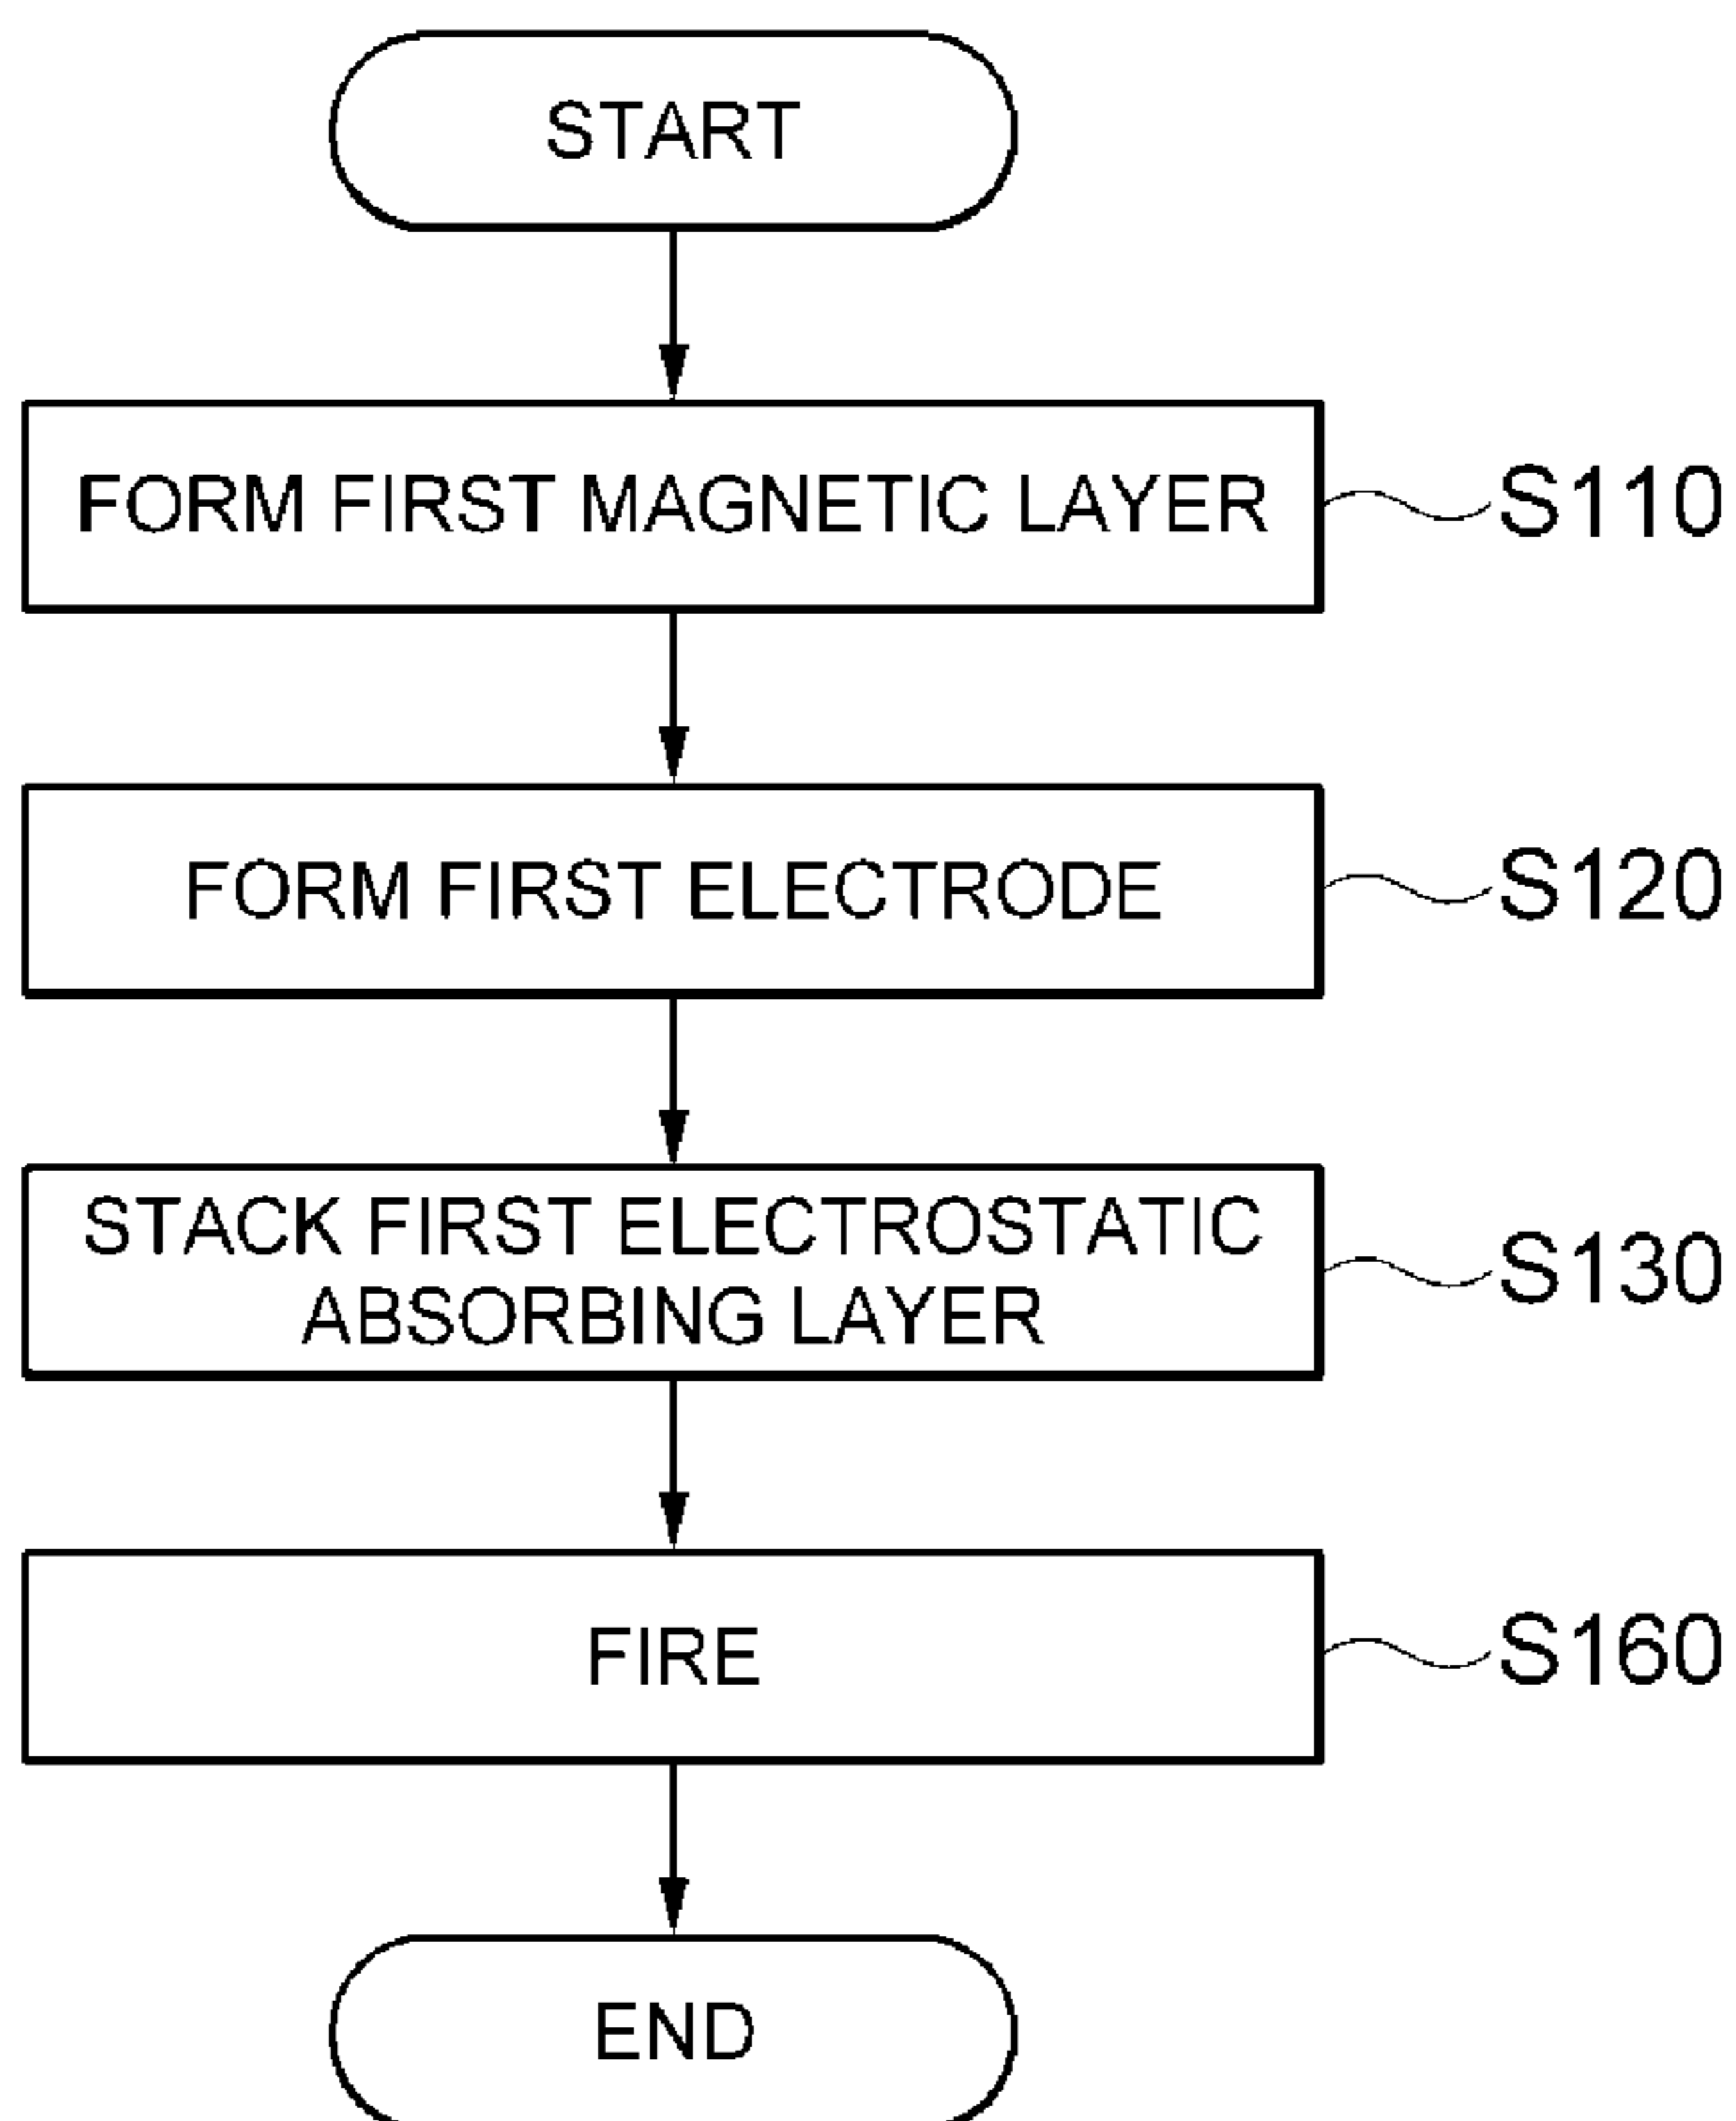 START
FORM FIRST MAGNETIC LAYER
S110
FORM FIRST ELECTRODE
S120
STACK FIRST ELECTROSTATIC
ABSORBING LAYER
S130
FIRE
S160
END